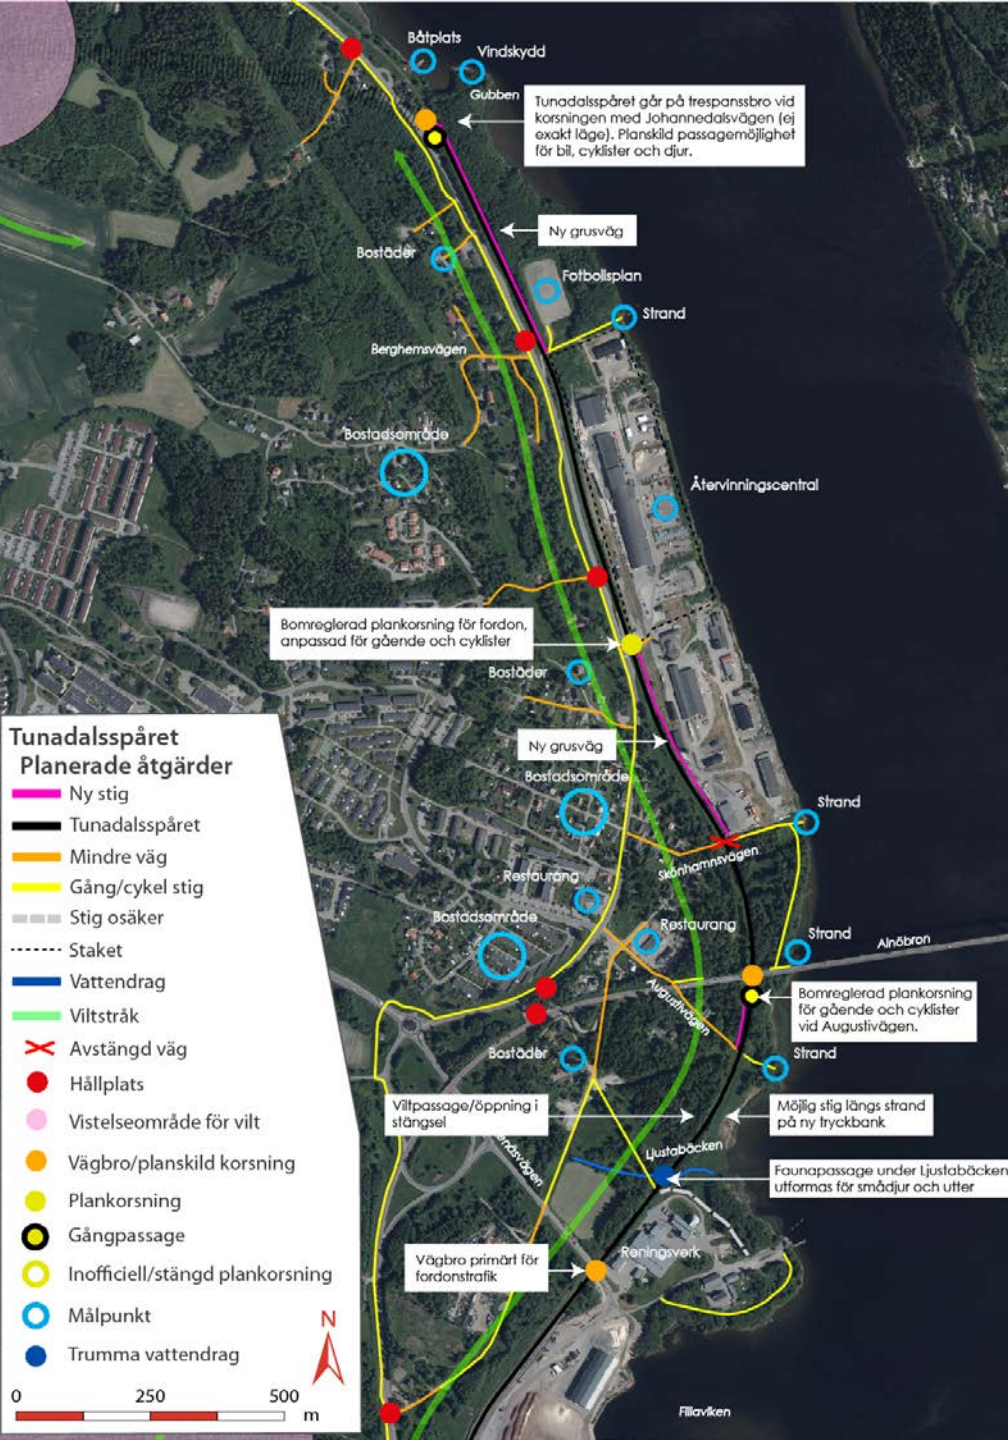 Båtplats
Vindskydd
Gubben
Tunadalsspåret går på trespanssbro vid
korsningen med Johannedalsvägen (ej
exakt läge). Planskild passagemöjlighet
för bil, cyklister och djur.
Ny grusväg
Bostäder
Fotbollsplan
Strand
Berghemsvägen
Bostadsområde
Återvinningscentral
Bomreglerad plankorsning för fordon,
anpassad för gående och cyklister
Bostäder
Ny grusväg
Bostadsområde
Strand
Skönhamnsvägen
Restaurang
Bostadsområde
Restaurang
Strand
Alnöbron
Augustivägen
Bomreglerad plankorsning
för gående och cyklister
vid Augustivägen.
Bostäder
Strand
Viltpassage/öppning i
stängsel
Möjlig stig längs strand
på ny tryckbank
Ljustabäcken
Faunapassage under Ljustabäcken
utformas för smådjur och utter
Vägbro primärt för
fordonstrafik
Reningsverk
Fillaviken
Tunadalsspåret
Planerade åtgärder
Ny stig
Tunadalsspåret
Mindre väg
Gång/cykel stig
Stig osäker
Staket
Vattendrag
Viltstråk
Avstängd väg
Hållplats
Vistelseområde för vilt
Vägbro/planskild korsning
Plankorsning
Gångpassage
Inofficiell/stängd plankorsning
Målpunkt
Trumma vattendrag
N
0 250 500
m